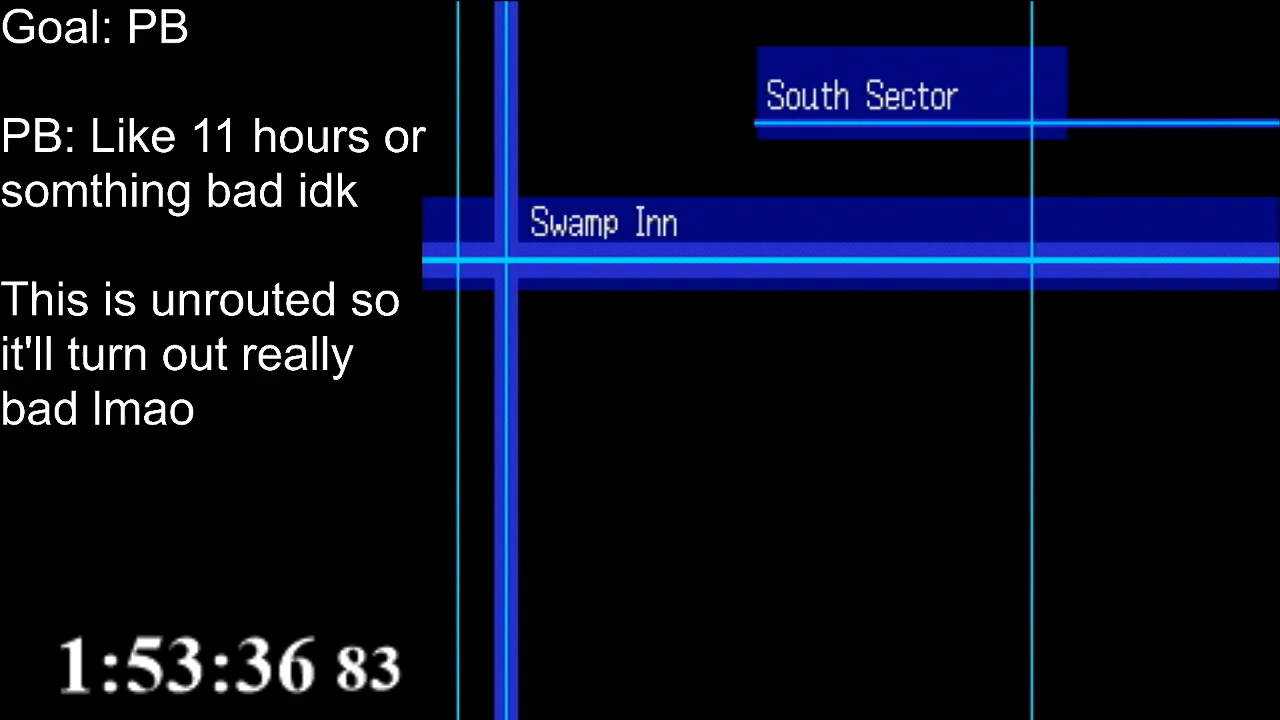 Goal: PB
PB: Like 11 hours or
somthing bad idk
This is unrouted so
it'll turn out really
bad lmao
South Sector
Swamp Inn
1:53:36 83